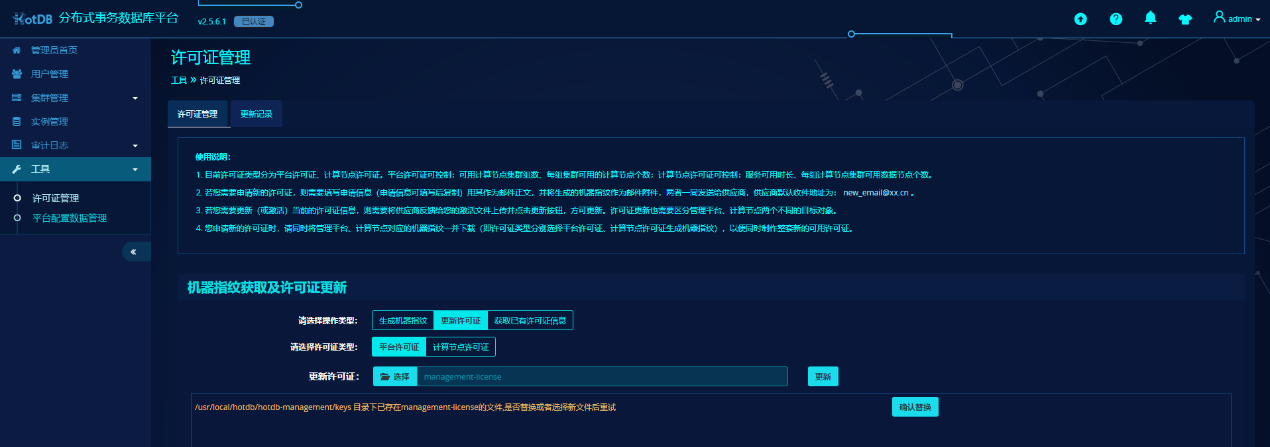 HotDB 分布式事务数据库平台
v2.5.6.1 已认证
admin
管理员首页
用户管理
集群管理
实例管理
审计日志
工具
许可证管理
平台配置数据管理
许可证管理
工具 » 许可证管理
许可证管理 更新记录
使用说明:
1. 目前许可证类型分为平台许可证、计算节点许可证。平台许可证可控制：可用计算节点集群组数、每组集群可用的计算节点个数；计算节点许可证可控制：服务可用时长、每组计算节点集群可用数据节点个数。
2. 若您需要申请新的许可证，则需要填写申请信息（申请信息可填写后复制）用其作为邮件正文，并将生成的机器指纹作为邮件附件，两者一同发送给供应商，供应商默认收件地址为： new_email@xx.cn 。
3. 若您需要更新（或激活）当前的许可证信息，则需要将供应商反馈给您的激活文件上传并点击更新按钮，方可更新。许可证更新也需要区分管理平台、计算节点两个不同的目标对象。
4. 您申请新的许可证时，请同时将管理平台、计算节点对应的机器指纹一并下载（即许可证类型分别选择平台许可证、计算节点许可证生成机器指纹），以便同时制作整套新的可用许可证。
机器指纹获取及许可证更新
请选择操作类型: 生成机器指纹 更新许可证 获取已有许可证信息
请选择许可证类型: 平台许可证 计算节点许可证
更新许可证: 选择 management-license 更新
/usr/local/hotdb/hotdb-management/keys 目录下已存在management-license的文件,是否替换或者选择新文件后重试 确认替换